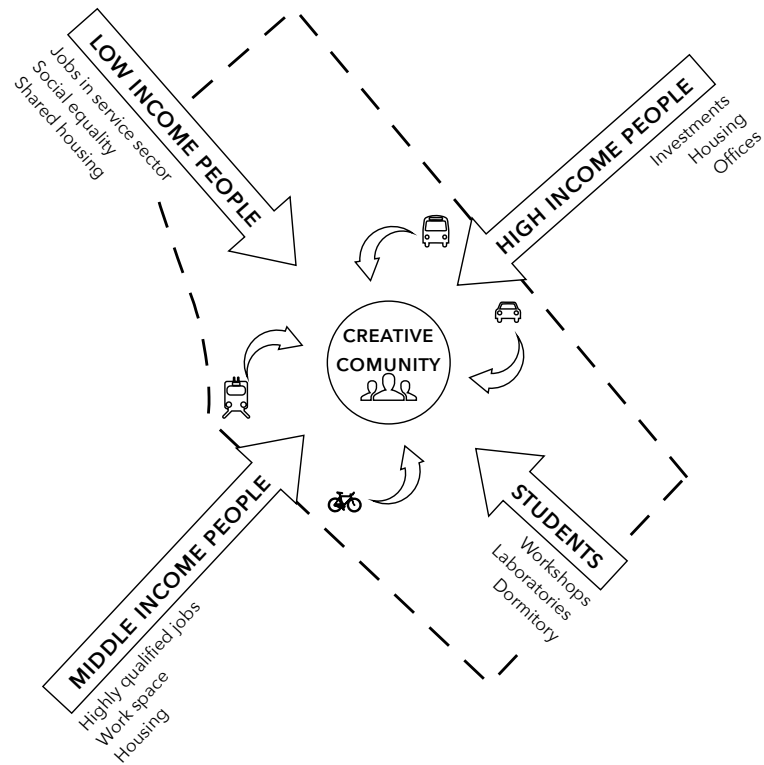 LOW INCOME PEOPLE
Jobs in service sector
Social equality
Shared housing
HIGH INCOME PEOPLE
Investments
Housing
Offices
CREATIVE
COMUNITY
MIDDLE INCOME PEOPLE
Highly qualified jobs
Work space
Housing
STUDENTS
Workshops
Laboratories
Dormitory